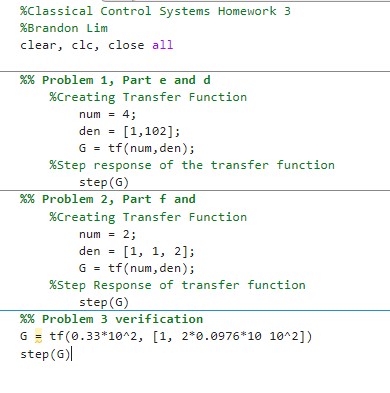 %Classical Control Systems Homework 3
%Brandon Lim
clear, clc, close all
%% Problem 1, Part e and d
%Creating Transfer Function
num = 4;
den = [1,102];
G = tf(num,den);
%Step response of the transfer function
step(G)
%% Problem 2, Part f and
%Creating Transfer Function
num = 2;
den = [1, 1, 2];
G = tf(num,den);
%Step Response of transfer function
step(G)
%% Problem 3 verification
G = tf(0.33*10^2, [1, 2*0.0976*10 10^2])
step(G)